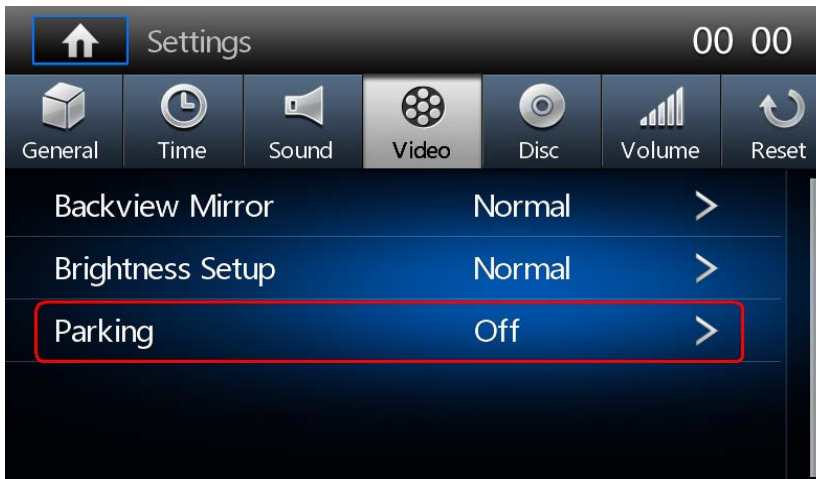 Settings 00 00
General Time Sound Video Disc Volume Reset
Backview Mirror Normal
Brightness Setup Normal
Parking Off